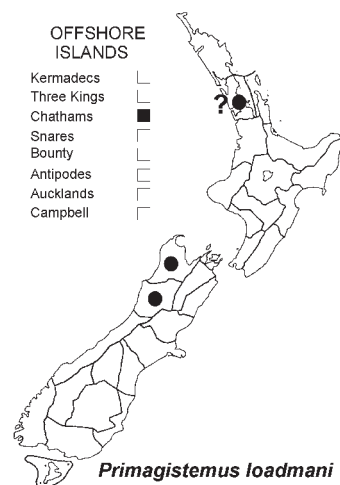 OFFSHORE
ISLANDS
Kermadecs
Three Kings
Chathams
Snares
Bounty
Antipodes
Aucklands
Campbell
?
Primagistemus loadmani